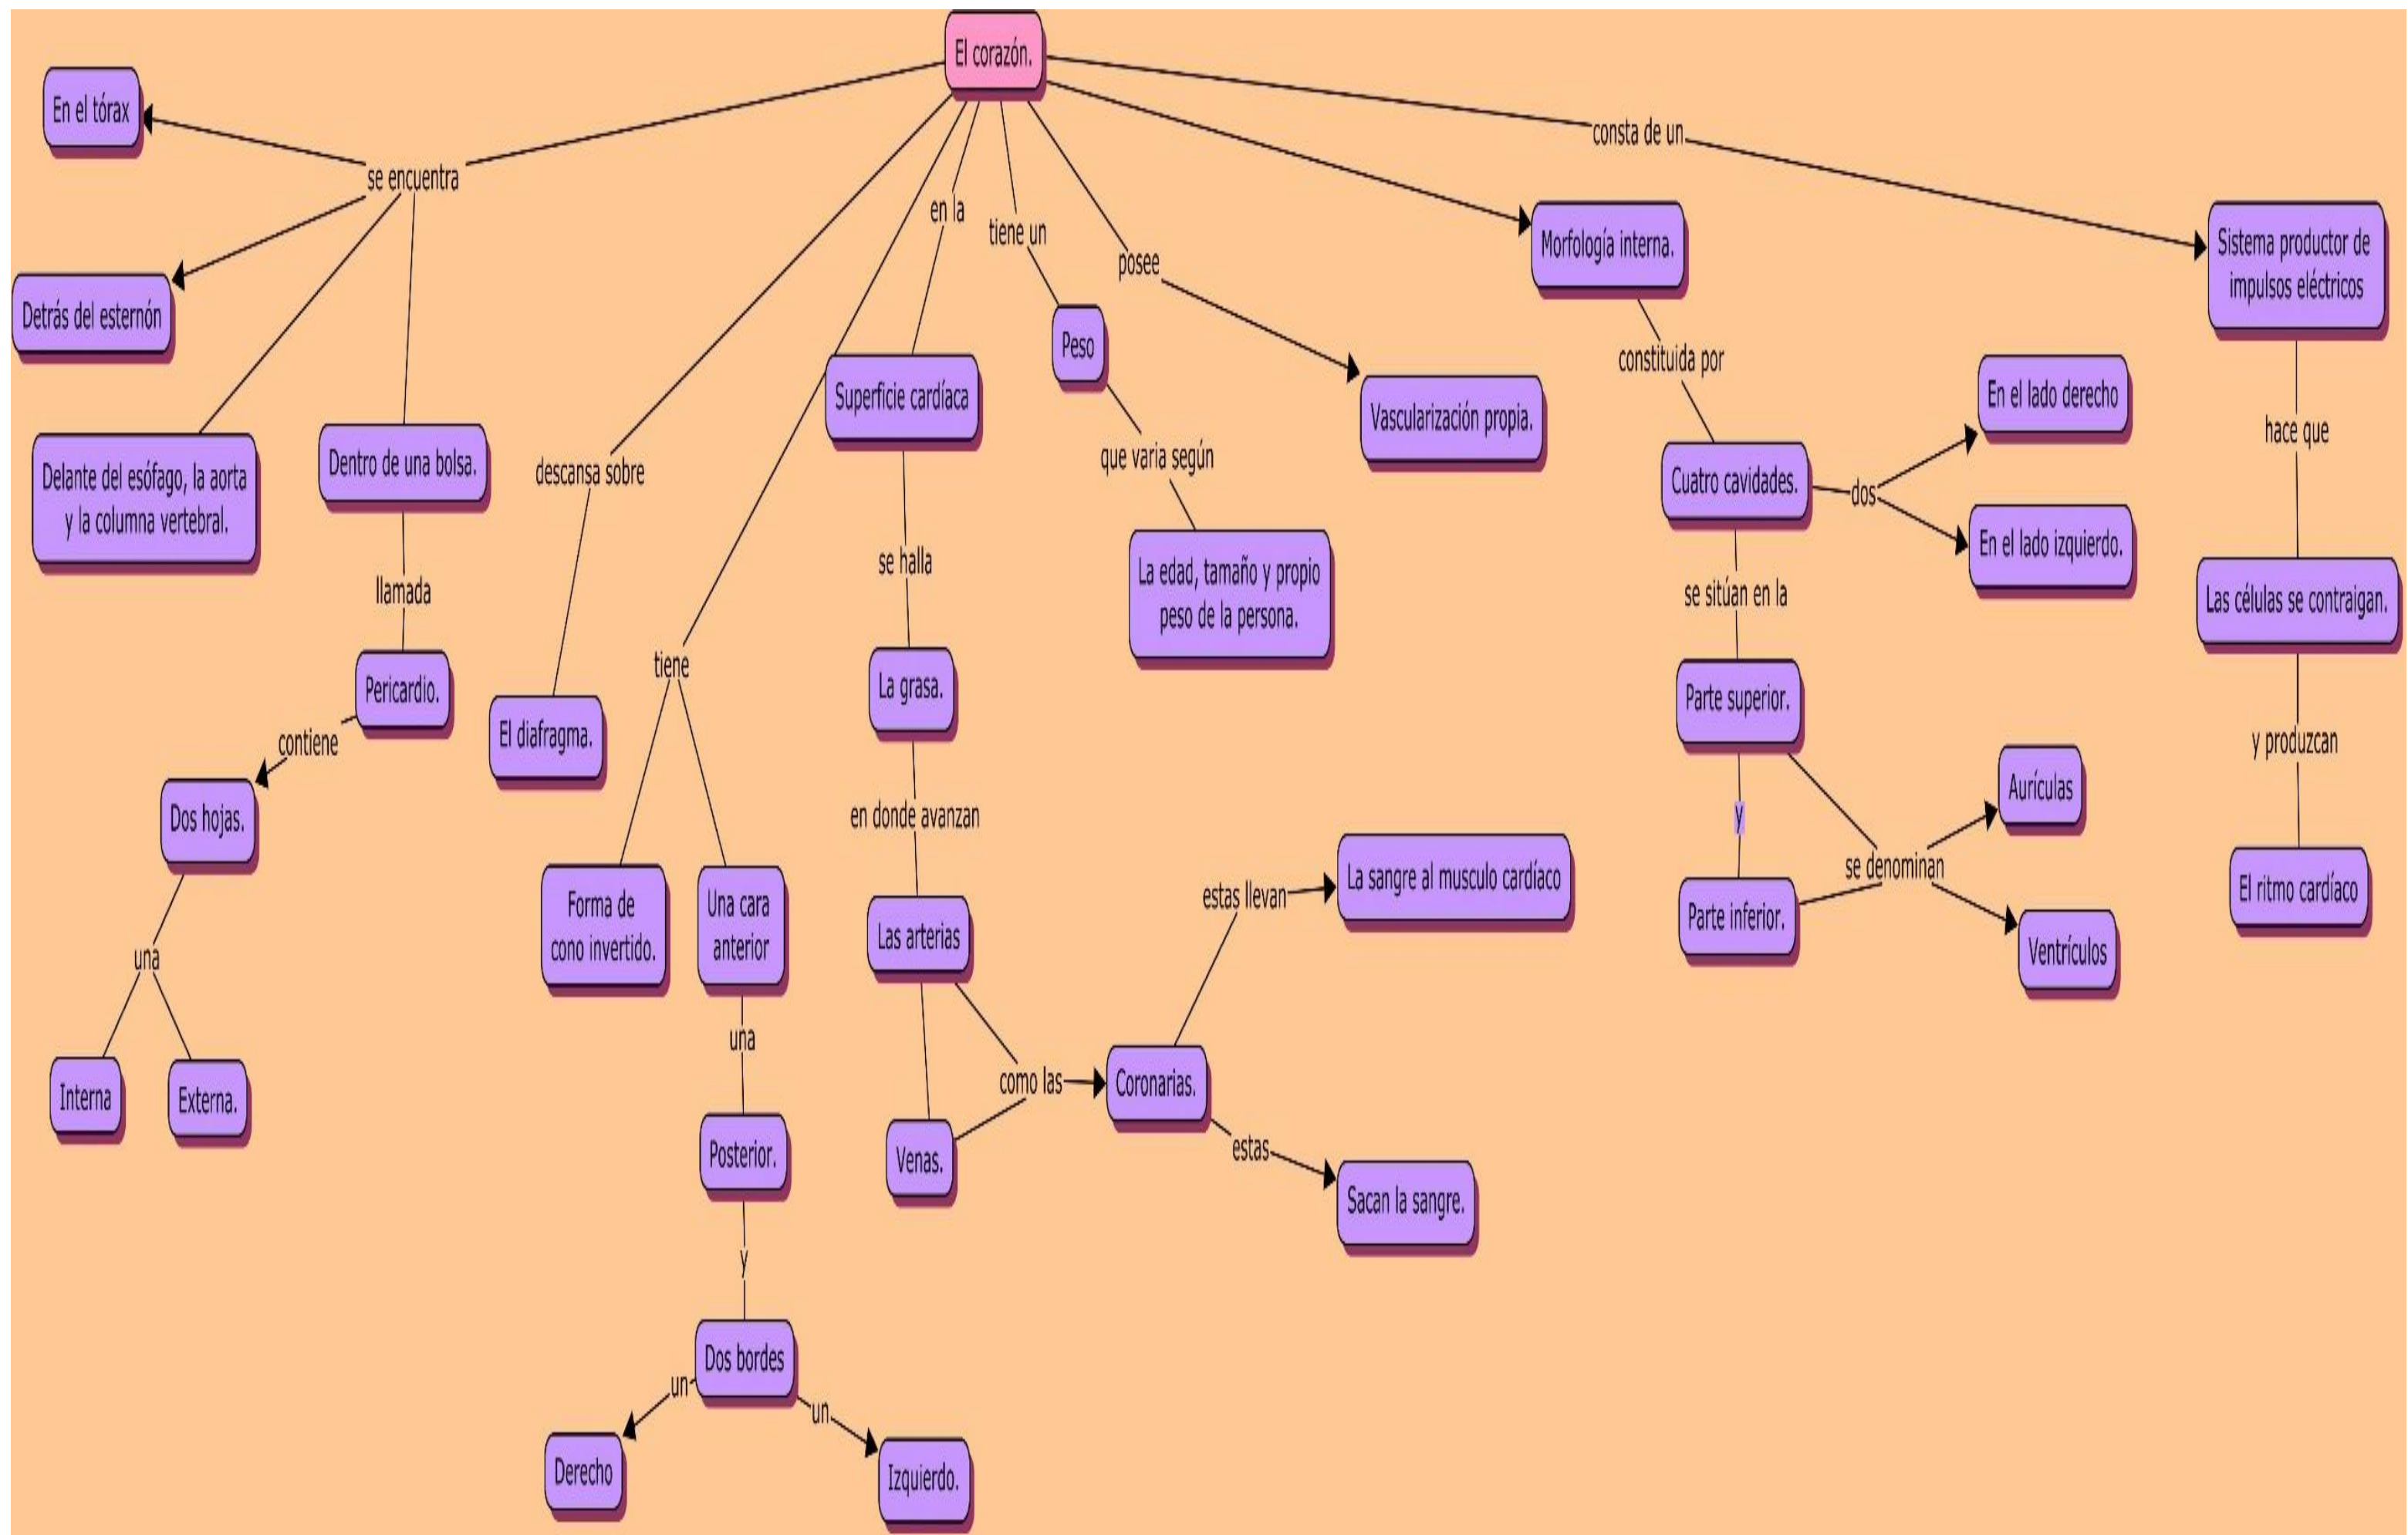 El corazón.
se encuentra
En el tórax
Detrás del esternón
Delante del esófago, la aorta
y la columna vertebral.
Dentro de una bolsa.
llamada
Pericardio.
contiene
Dos hojas.
una
Interna
Externa.
descansa sobre
El diafragma.
tiene
Forma de
cono invertido.
Una cara
anterior
una
Posterior.
y
Dos bordes
un
Derecho
un
Izquierdo.
en la
Superficie cardíaca
se halla
La grasa.
en donde avanzan
Las arterias
Venas.
como las
Coronarias.
estas llevan
La sangre al musculo cardíaco
estas
Sacan la sangre.
tiene un
Peso
que varia según
La edad, tamaño y propio
peso de la persona.
posee
Vascularización propia.
Morfología interna.
constituida por
Cuatro cavidades.
dos
En el lado derecho
En el lado izquierdo.
se sitúan en la
Parte superior.
y
Parte inferior.
se denominan
Aurículas
Ventrículos
consta de un
Sistema productor de
impulsos eléctricos
hace que
Las células se contraigan.
y produzcan
El ritmo cardíaco